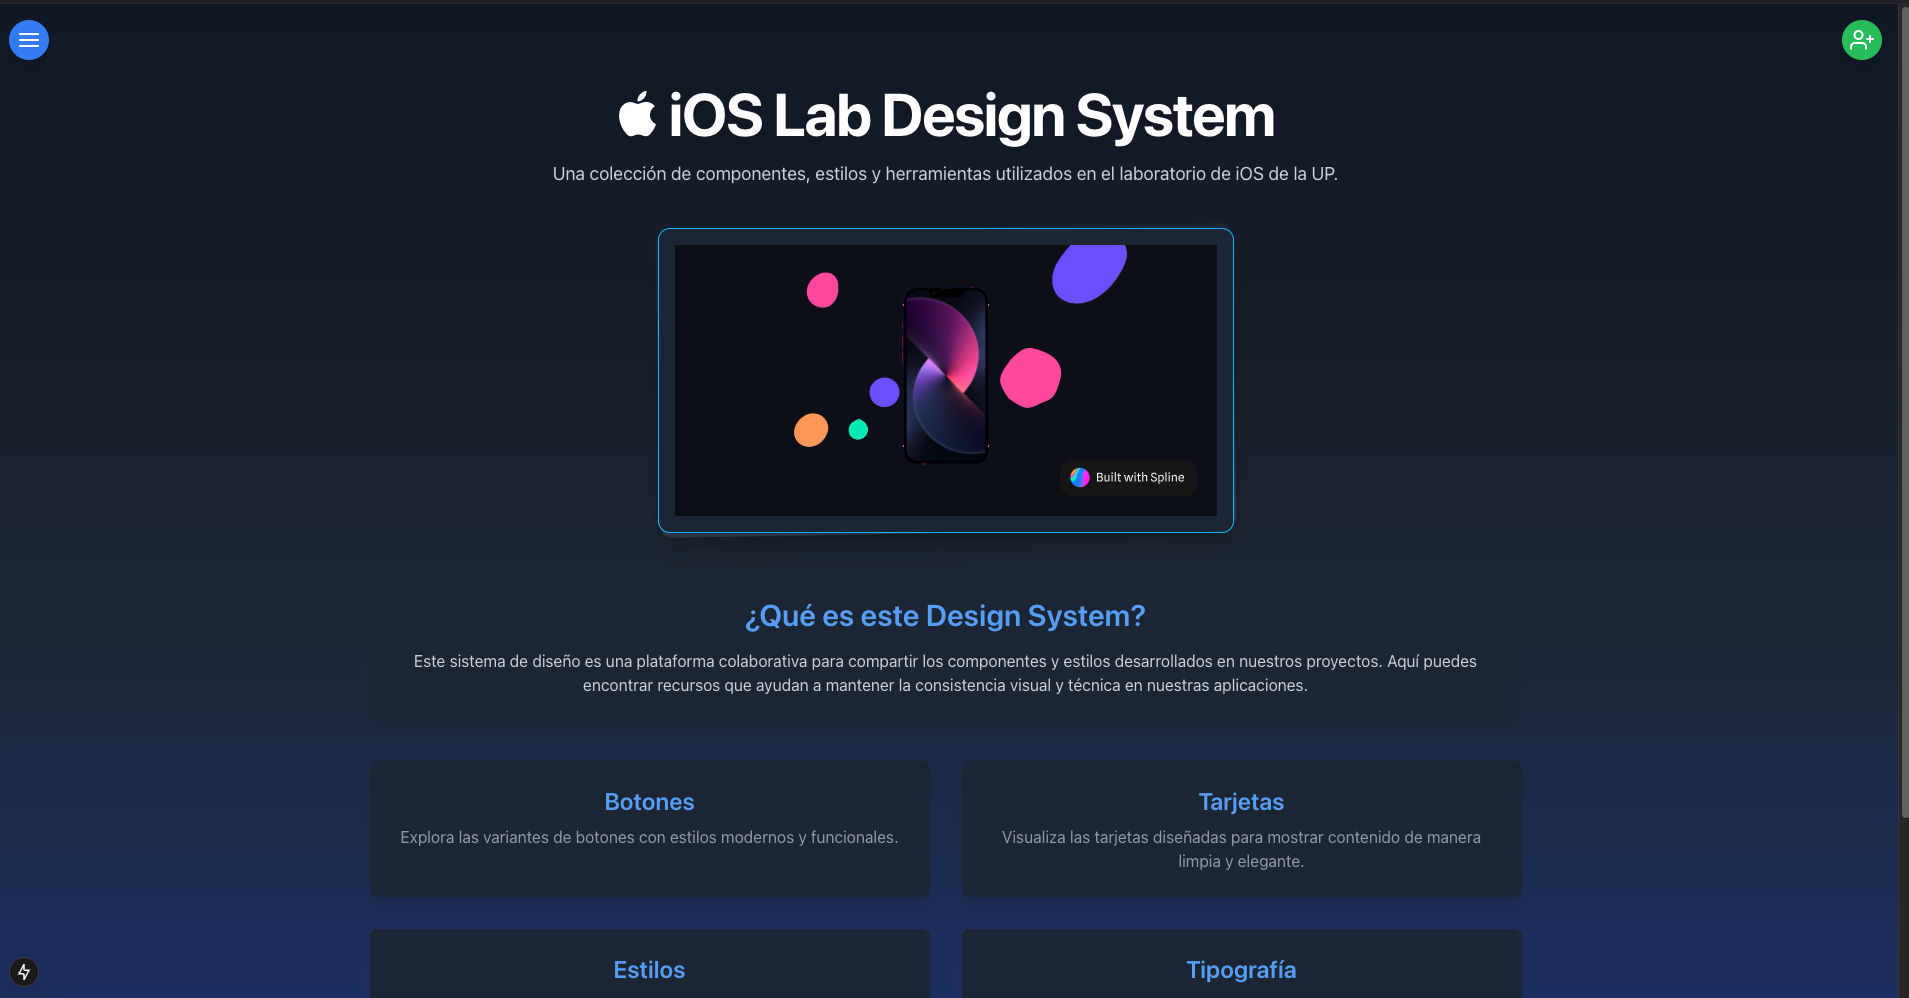 iOS Lab Design System
Una colección de componentes, estilos y herramientas utilizados en el laboratorio de iOS de la UP.
Built with Spline
¿Qué es este Design System?
Este sistema de diseño es una plataforma colaborativa para compartir los componentes y estilos desarrollados en nuestros proyectos. Aquí puedes
encontrar recursos que ayudan a mantener la consistencia visual y técnica en nuestras aplicaciones.
Botones
Explora las variantes de botones con estilos modernos y funcionales.
Tarjetas
Visualiza las tarjetas diseñadas para mostrar contenido de manera
limpia y elegante.
Estilos
Tipografía